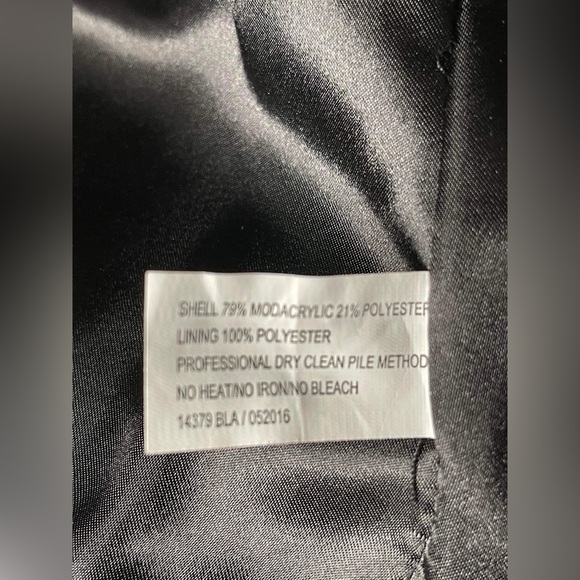 SHELL 79% MODACRYLIC 21% POLYESTER
LINING 100% POLYESTER
PROFESSIONAL DRY CLEAN PILE METHOD
NO HEAT/NO IRON/NO BLEACH
14379 BLA / 052016